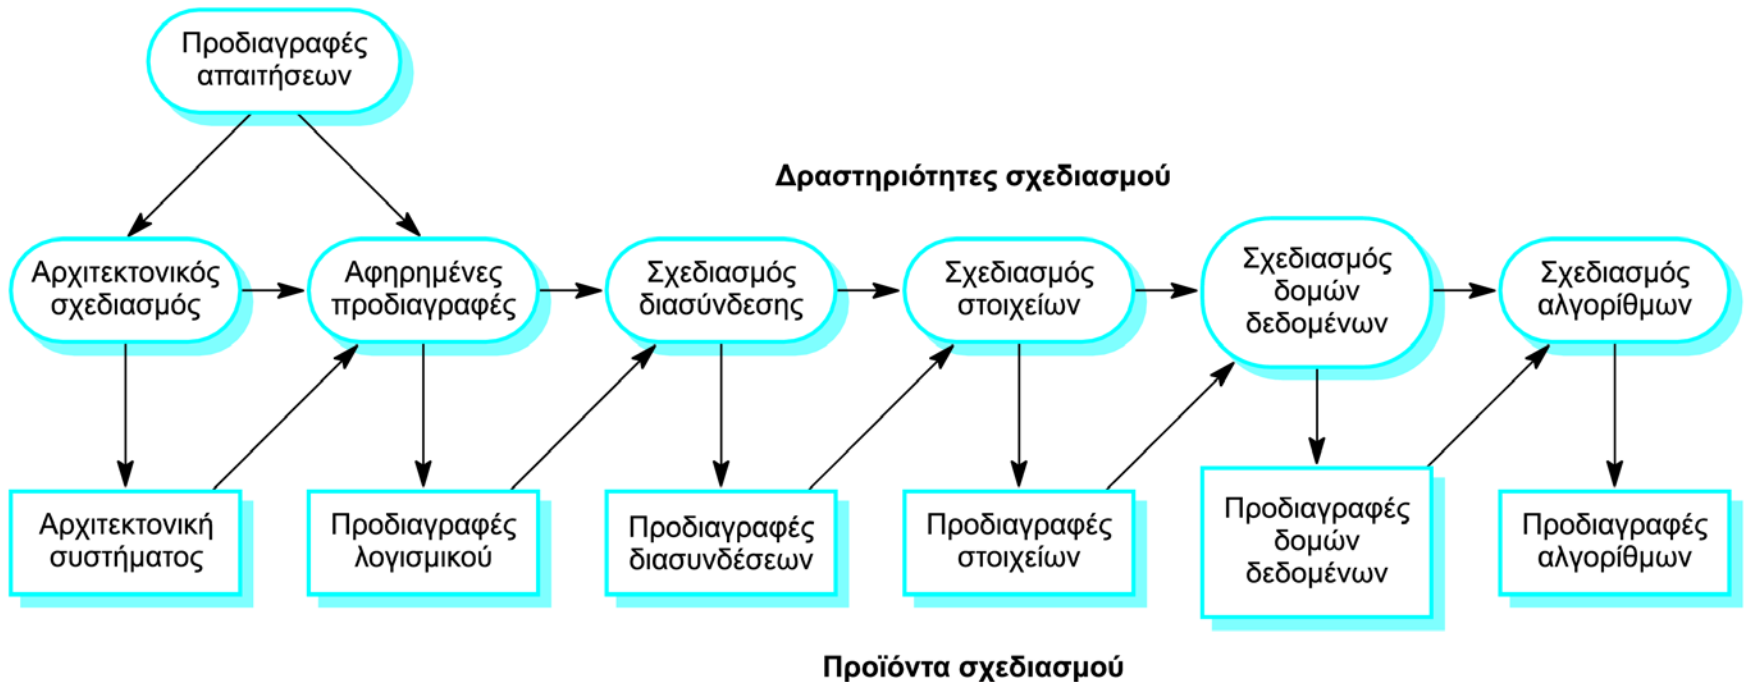 Προδιαγραφές
απαιτήσεων
Δραστηριότητες σχεδιασμού
Αρχιτεκτονικός
σχεδιασμός
Αφηρημένες
προδιαγραφές
Σχεδιασμός
διασύνδεσης
Σχεδιασμός
στοιχείων
Σχεδιασμός
δομών
δεδομένων
Σχεδιασμός
αλγορίθμων
Αρχιτεκτονική
συστήματος
Προδιαγραφές
λογισμικού
Προδιαγραφές
διασυνδέσεων
Προδιαγραφές
στοιχείων
Προδιαγραφές
δομών
δεδομένων
Προδιαγραφές
αλγορίθμων
Προϊόντα σχεδιασμού